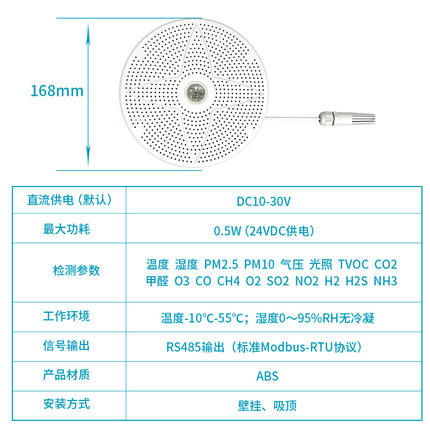 168mm
直流供电（默认） DC10-30V
最大功耗 0.5W（24VDC供电）
检测参数 温度 湿度 PM2.5 PM10 气压 光照 TVOC CO2
甲醛 O3 CO CH4 O2 SO2 NO2 H2 H2S NH3
工作环境 温度-10℃-55℃；湿度0～95%RH无冷凝
信号输出 RS485输出（标准Modbus-RTU协议）
产品材质 ABS
安装方式 壁挂、吸顶